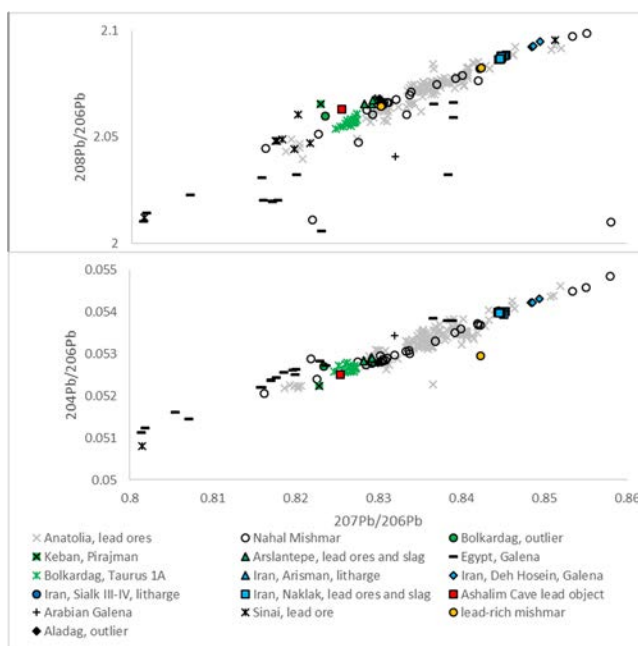 2.1
2.05
2
208Pb/206Pb
0.055
0.054
0.053
0.052
0.051
0.05
204Pb/206Pb
0.8 0.81 0.82 0.83 0.84 0.85 0.86
207Pb/206Pb
Anatolia, lead ores Nahal Mishmar Bolkardag, outlier
Keban, Pirajman Arslantepe, lead ores and slag Egypt, Galena
Bolkardag, Taurus 1A Iran, Arisman, litharge Iran, Deh Hosein, Galena
Iran, Sialk III-IV, litharge Iran, Naklak, lead ores and slag Ashalim Cave lead object
Arabian Galena Sinai, lead ore lead-rich mishmar
Aladag, outlier